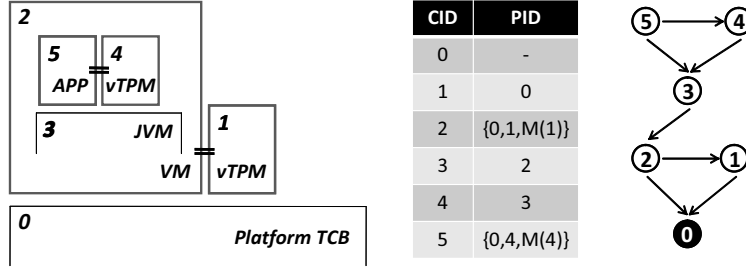 2
5 4
APP vTPM
3 JVM
1
VM vTPM
0
Platform TCB
CID PID
0 -
1 0
2 {0,1,M(1)}
3 2
4 3
5 {0,4,M(4)}
5 4
3
2 1
0